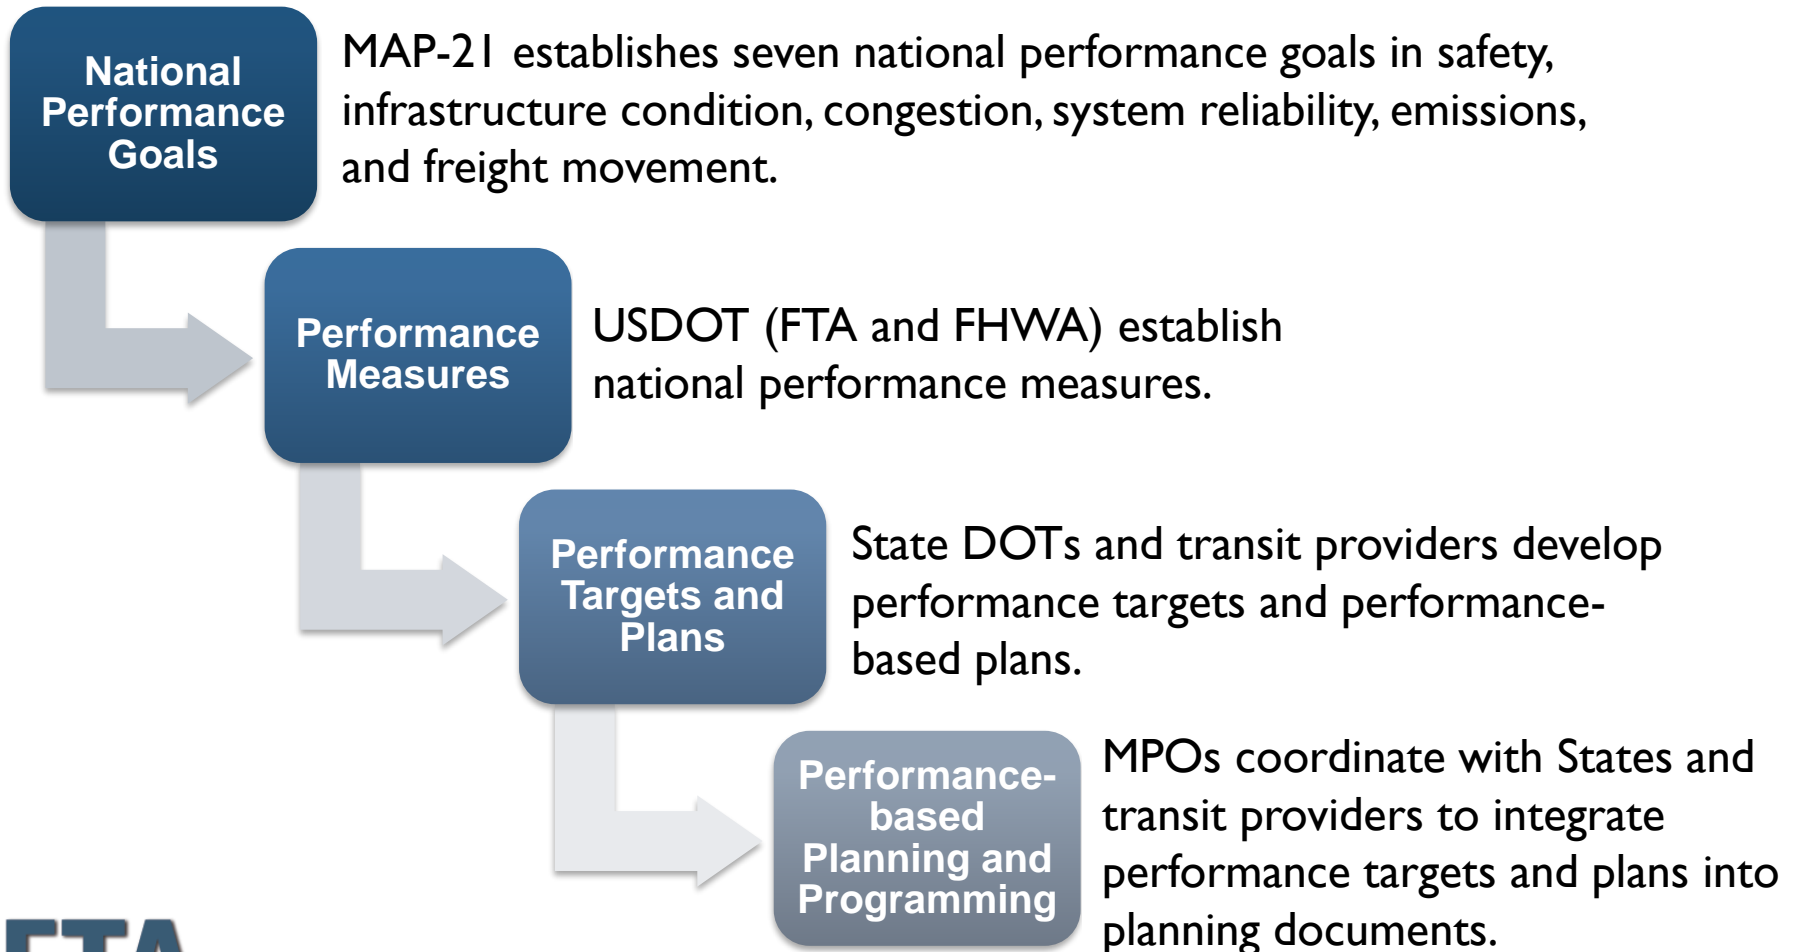 National
Performance
Goals
MAP-21 establishes seven national performance goals in safety,
infrastructure condition, congestion, system reliability, emissions,
and freight movement.
Performance
Measures
USDOT (FTA and FHWA) establish
national performance measures.
Performance
Targets and
Plans
State DOTs and transit providers develop
performance targets and performance-
based plans.
Performance-
based
Planning and
Programming
MPOs coordinate with States and
transit providers to integrate
performance targets and plans into
planning documents.
FTA